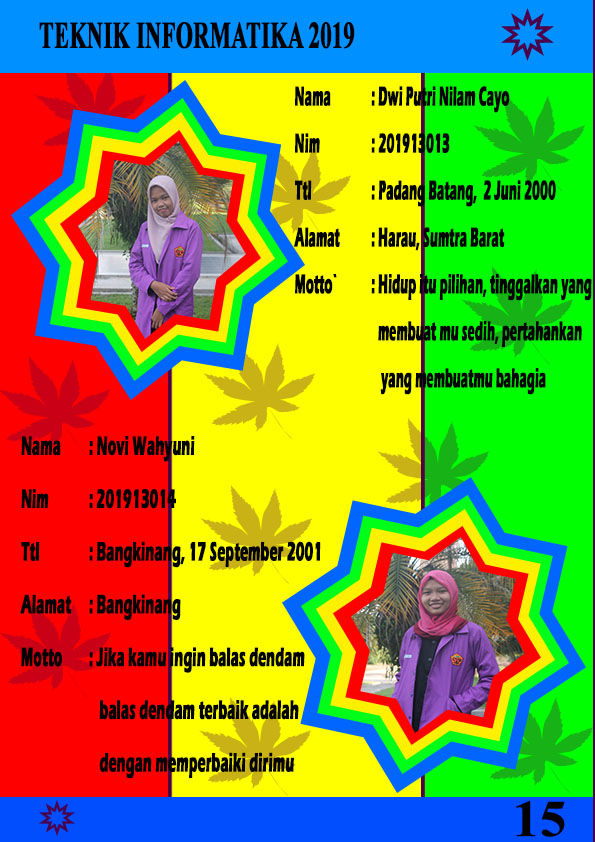 TEKNIK INFORMATIKA 2019
Nama : Dwi Putri Nilam Cayo
Nim : 201913013
Ttl : Padang Batang, 2 Juni 2000
Alamat : Harau, Sumtra Barat
Motto` : Hidup itu pilihan, tinggalkan yang
membuat mu sedih, pertahankan
yang membuatmu bahagia
Nama : Novi Wahyuni
Nim : 201913014
Ttl : Bangkinang, 17 September 2001
Alamat : Bangkinang
Motto : Jika kamu ingin balas dendam
balas dendam terbaik adalah
dengan memperbaiki dirimu
15